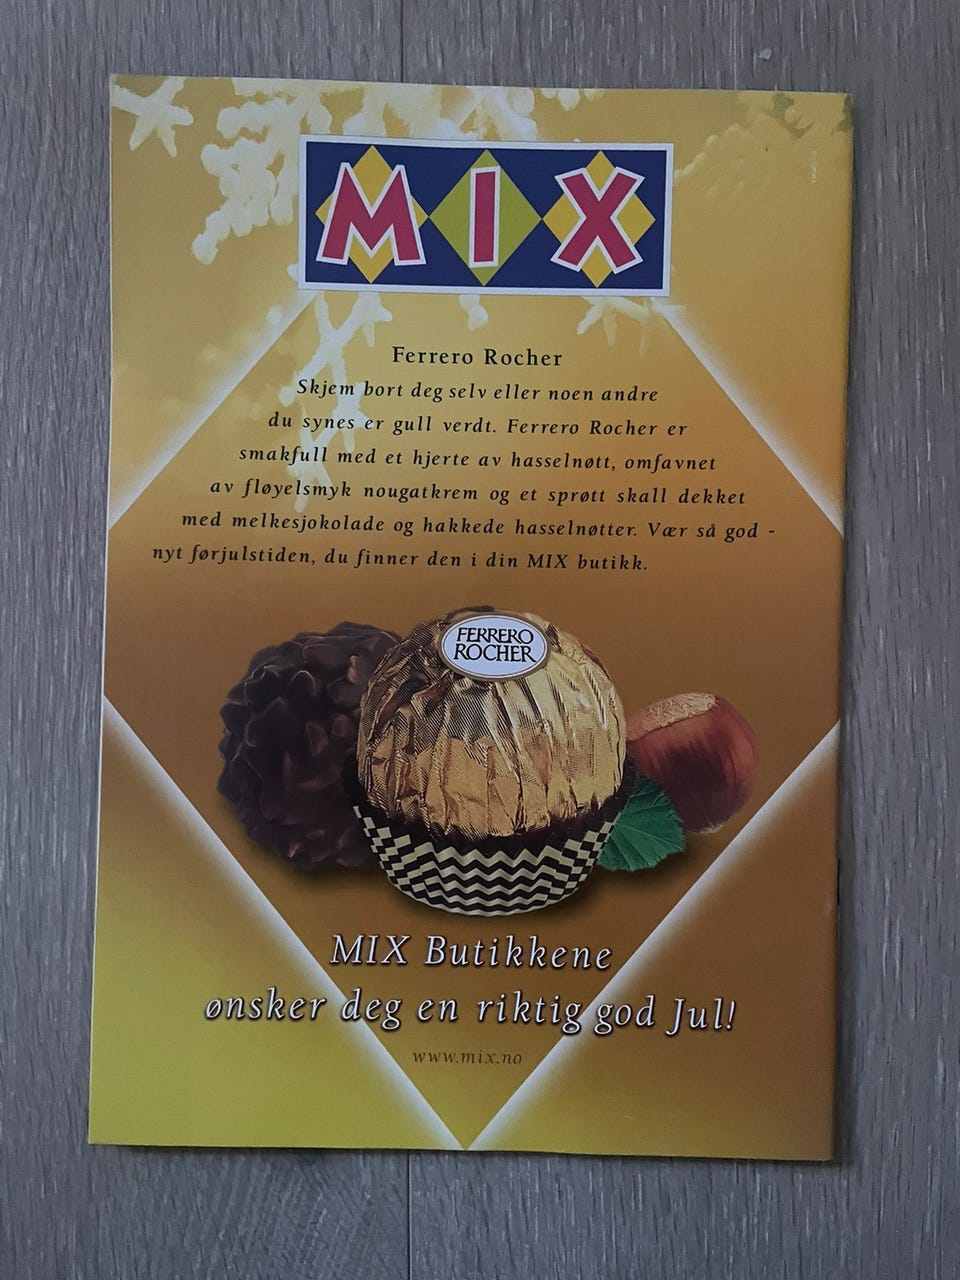 MIX
Ferrero Rocher
Skjem bort deg selv eller noen andre
du synes er gull verdt. Ferrero Rocher er
smakfull med et hjerte av hasselnøtt, omfavnet
av fløyelsmyk nougatkrem og et sprøtt skall dekket
med melkesjokolade og hakkede hasselnøtter. Vær så god -
nyt førjulstiden, du finner den i din MIX butikk.
FERRERO
ROCHER
MIX Butikkene
ønsker deg en riktig god Jul!
www.mix.no